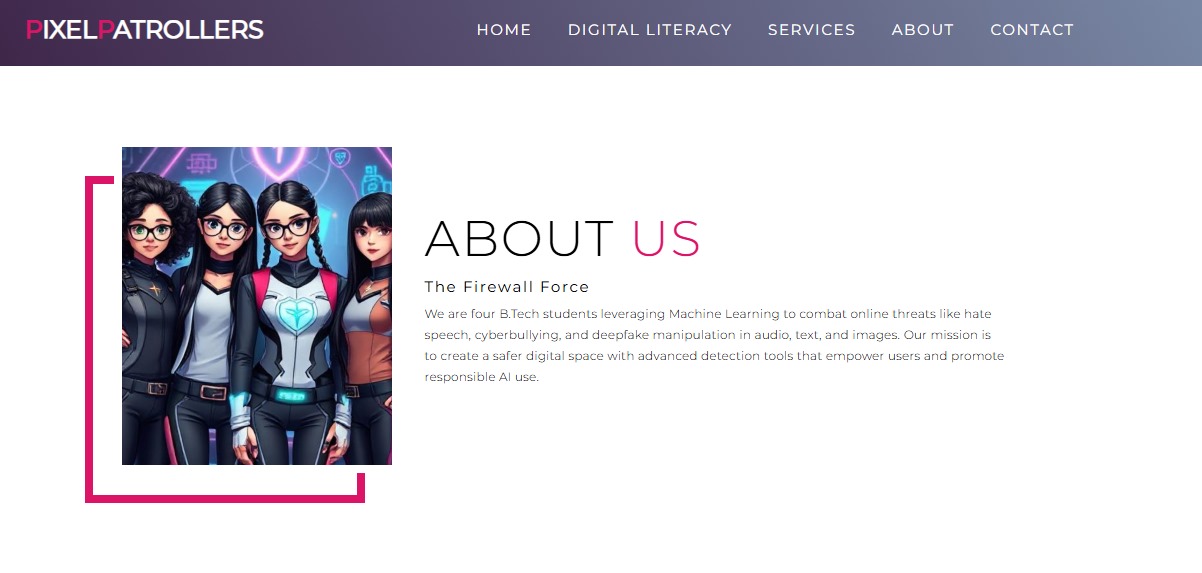 PIXELPATROLLERS
HOME
DIGITAL LITERACY
SERVICES
ABOUT
CONTACT
ABOUT US
The Firewall Force
We are four B.Tech students leveraging Machine Learning to combat online threats like hate
speech, cyberbullying, and deepfake manipulation in audio, text, and images. Our mission is
to create a safer digital space with advanced detection tools that empower users and promote
responsible AI use.